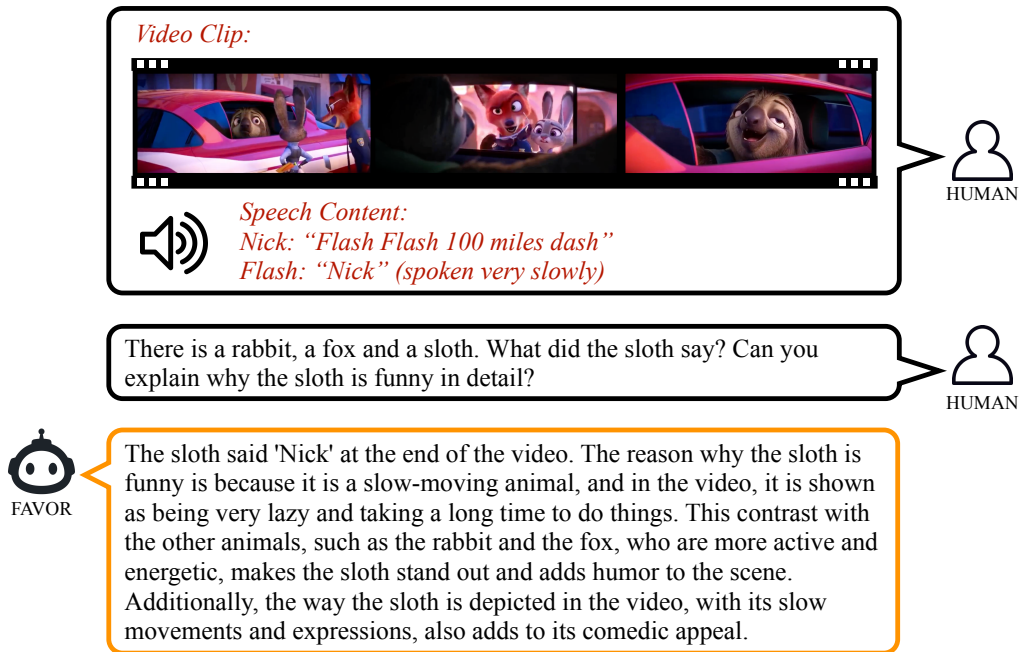 Video Clip:
Speech Content:
Nick: “Flash Flash 100 miles dash”
Flash: “Nick” (spoken very slowly)
HUMAN
There is a rabbit, a fox and a sloth. What did the sloth say? Can you
explain why the sloth is funny in detail?
HUMAN
The sloth said 'Nick' at the end of the video. The reason why the sloth is
funny is because it is a slow-moving animal, and in the video, it is shown
as being very lazy and taking a long time to do things. This contrast with
the other animals, such as the rabbit and the fox, who are more active and
energetic, makes the sloth stand out and adds humor to the scene.
Additionally, the way the sloth is depicted in the video, with its slow
movements and expressions, also adds to its comedic appeal.
FAVOR